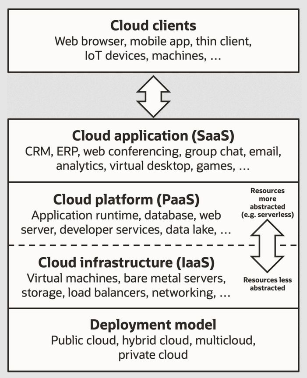 Cloud clients
Web browser, mobile app, thin client,
IoT devices, machines, ...
Cloud application (SaaS)
CRM, ERP, web conferencing, group chat, email,
analytics, virtual desktop, games, ...
Cloud platform (PaaS)
Application runtime, database, web
server, developer services, data lake, ...
Resources
more
abstracted
(e.g. serverless)
Cloud infrastructure (IaaS)
Virtual machines, bare metal servers,
storage, load balancers, networking, ...
Resources less
abstracted
Deployment model
Public cloud, hybrid cloud, multicloud,
private cloud